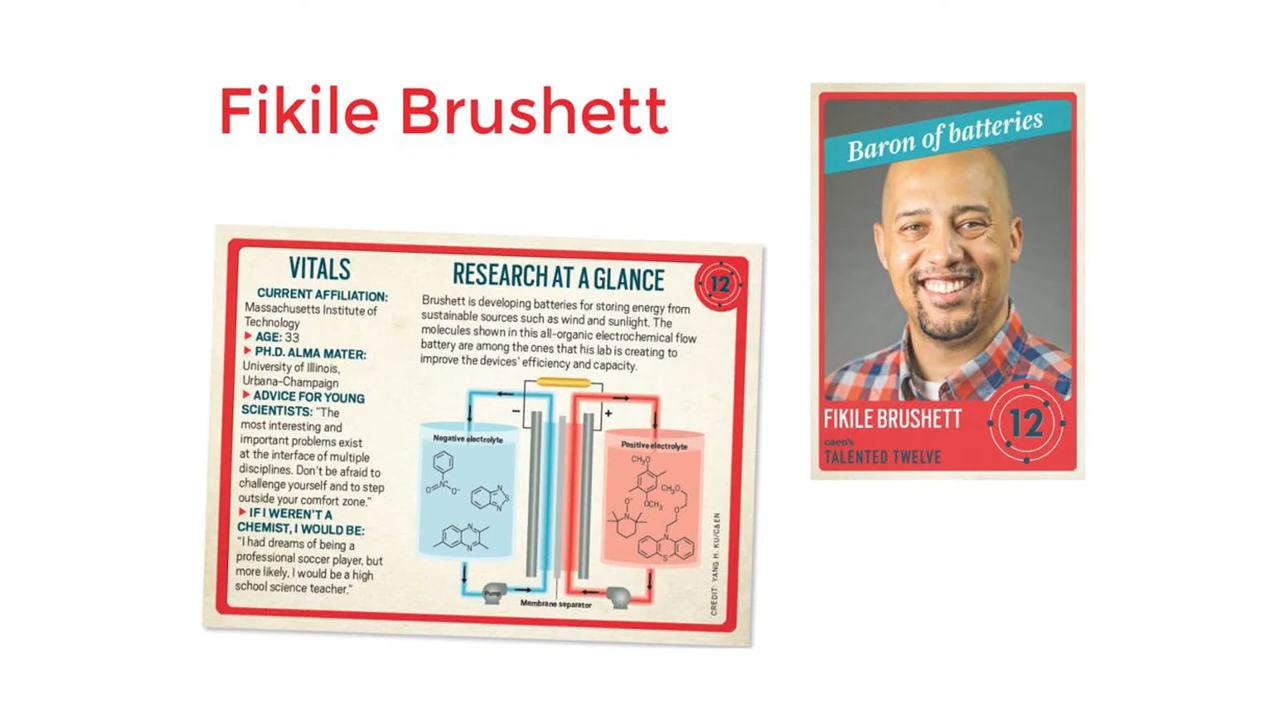 Fikile Brushett
Baron of batteries
FIKILE BRUSHETT
12
c&en's
TALENTED TWELVE
VITALS
CURRENT AFFILIATION:
Massachusetts Institute of
Technology
▶ AGE: 33
▶ PH.D. ALMA MATER:
University of Illinois,
Urbana-Champaign
▶ ADVICE FOR YOUNG
SCIENTISTS: "The
most interesting and
important problems exist
at the interface of multiple
disciplines. Don't be afraid to
challenge yourself and to step
outside your comfort zone."
▶ IF I WEREN'T A
CHEMIST, I WOULD BE:
"I had dreams of being a
professional soccer player, but
more likely, I would be a high
school science teacher."
RESEARCH AT A GLANCE
12
Brushett is developing batteries for storing energy from
sustainable sources such as wind and sunlight. The
molecules shown in this all-organic electrochemical flow
battery are among the ones that his lab is creating to
improve the devices' efficiency and capacity.
− +
Negative electrolyte
Positive electrolyte
O N+ O−
N S N
N N
CH3O
OCH3
O−
N
CH3O
O
N
S
Pump
Membrane separator
CREDIT: YANG H. KU/C&EN